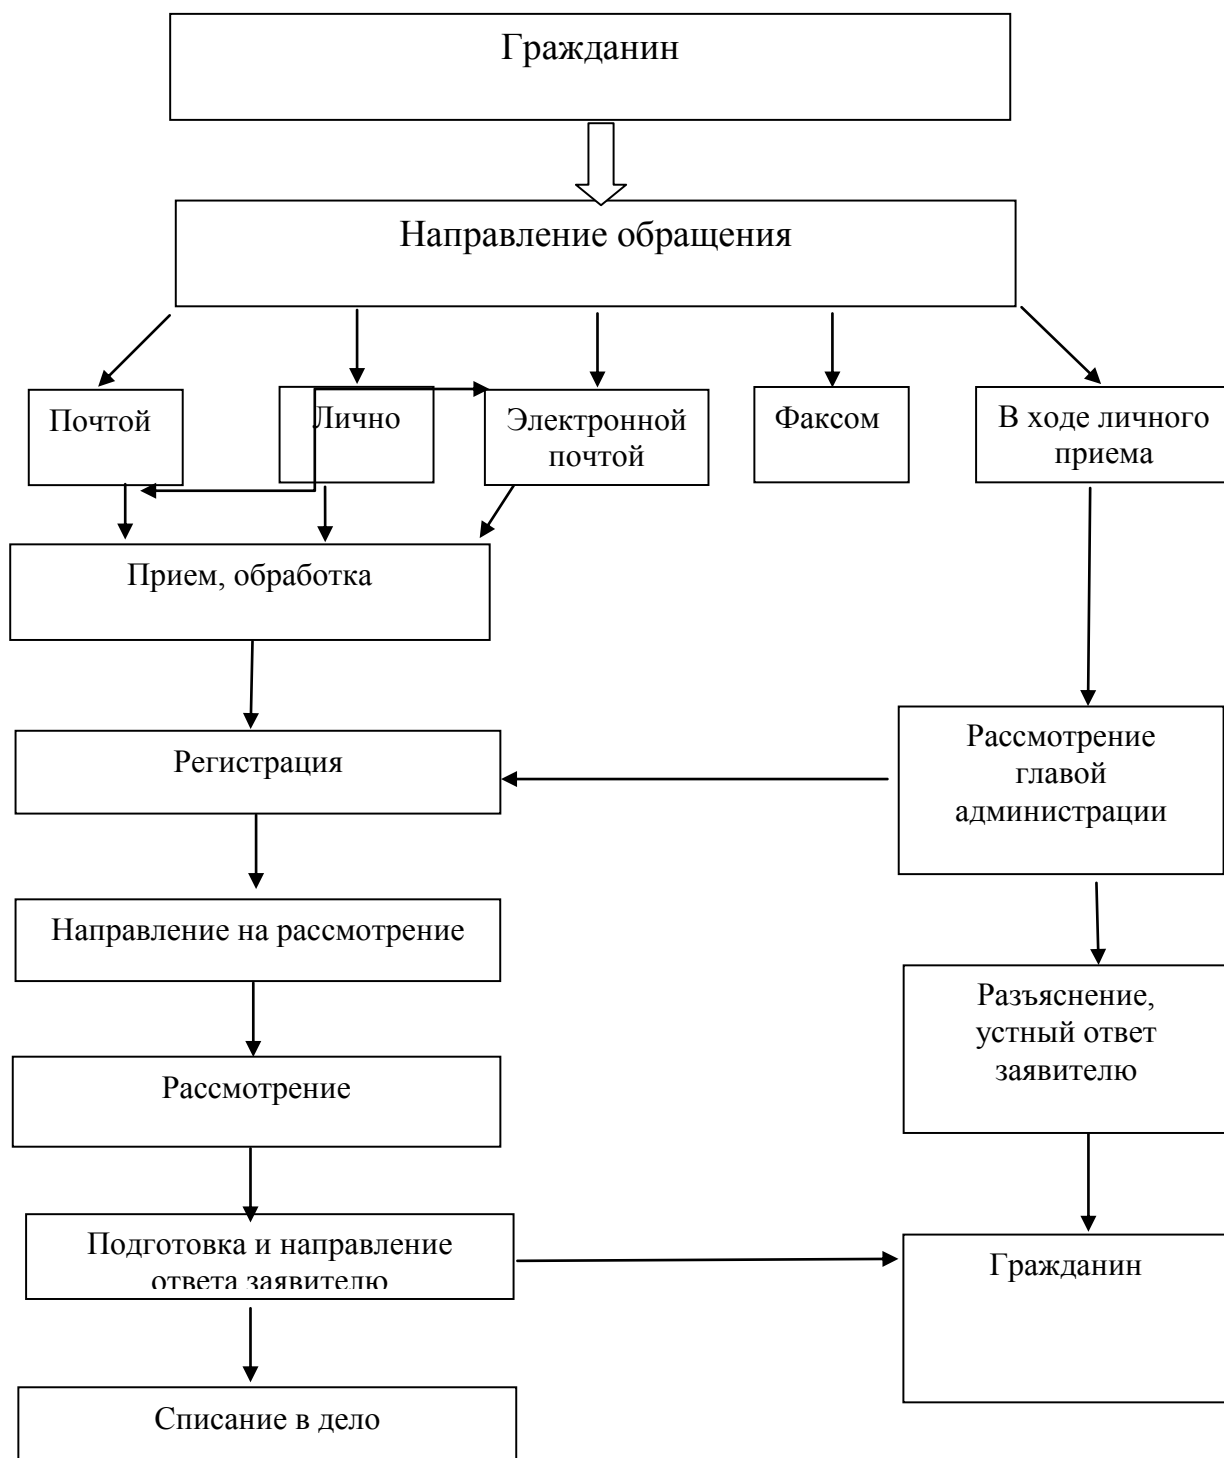 Гражданин
Направление обращения
Почтой
Лично
Электронной
почтой
Факсом
В ходе личного
приема
Прием, обработка
Регистрация
Рассмотрение
главой
администрации
Направление на рассмотрение
Разъяснение,
устный ответ
заявителю
Рассмотрение
Подготовка и направление
ответа заявителю
Гражданин
Списание в дело